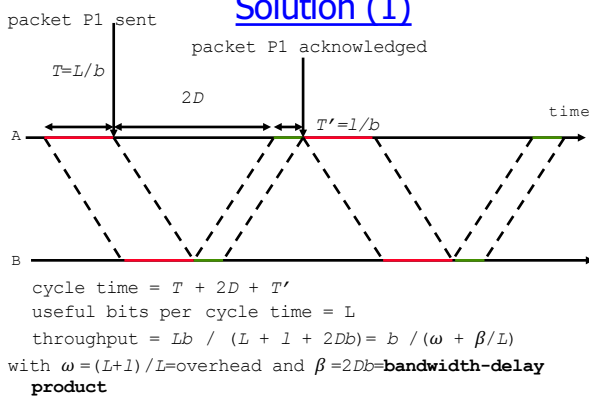 Solution (1)
packet P1 sent
packet P1 acknowledged
T=L/b
2D
T'=l/b
time
A
B
cycle time = T + 2D + T'
useful bits per cycle time = L
throughput = Lb / (L + l + 2Db)= b /(ω + β/L)
with ω =(L+l)/L=overhead and β =2Db=bandwidth-delay
product